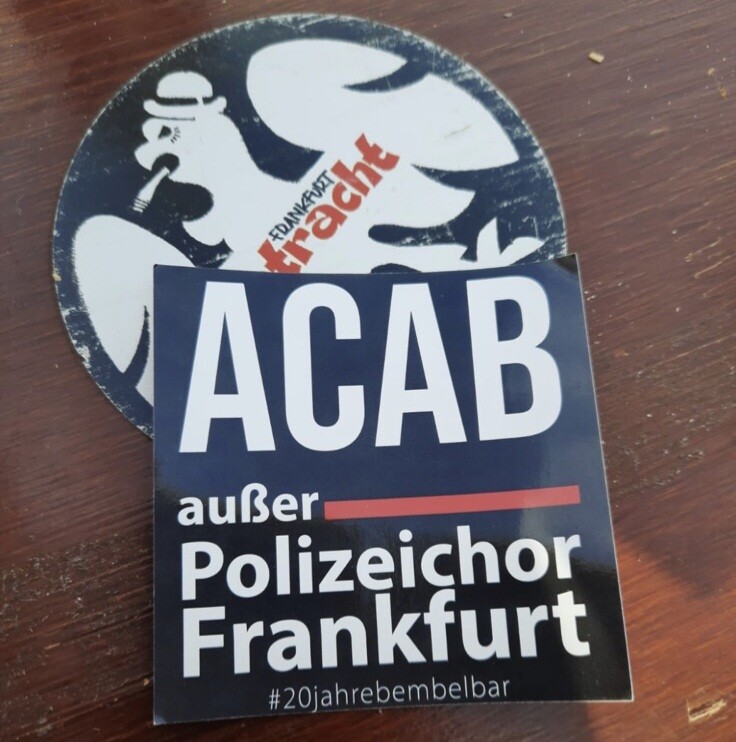 FRANKFURT
tracht
ACAB
außer
Polizeichor
Frankfurt
#20jahrebembelbar